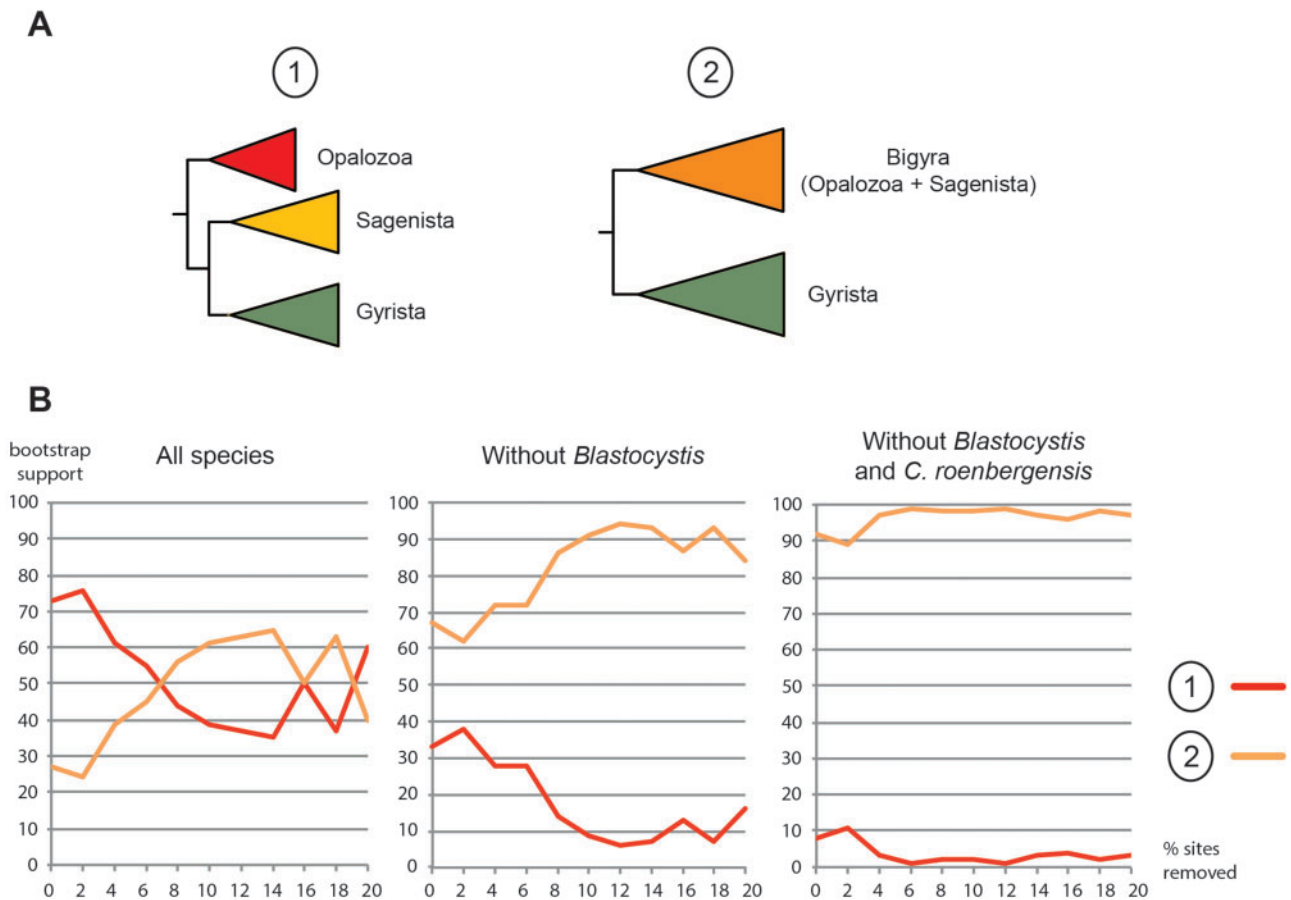 A
1
2
Opalozoa
Sagenista
Gyrista
Bigyra
(Opalozoa + Sagenista)
Gyrista
B
bootstrap
support
All species
Without Blastocystis
Without Blastocystis
and C. roenbergensis
100
90
80
70
60
50
40
30
20
10
0
0 2 4 6 8 10 12 14 16 18 20
100
90
80
70
60
50
40
30
20
10
0
0 2 4 6 8 10 12 14 16 18 20
100
90
80
70
60
50
40
30
20
10
0
0 2 4 6 8 10 12 14 16 18 20
1
2
% sites
removed